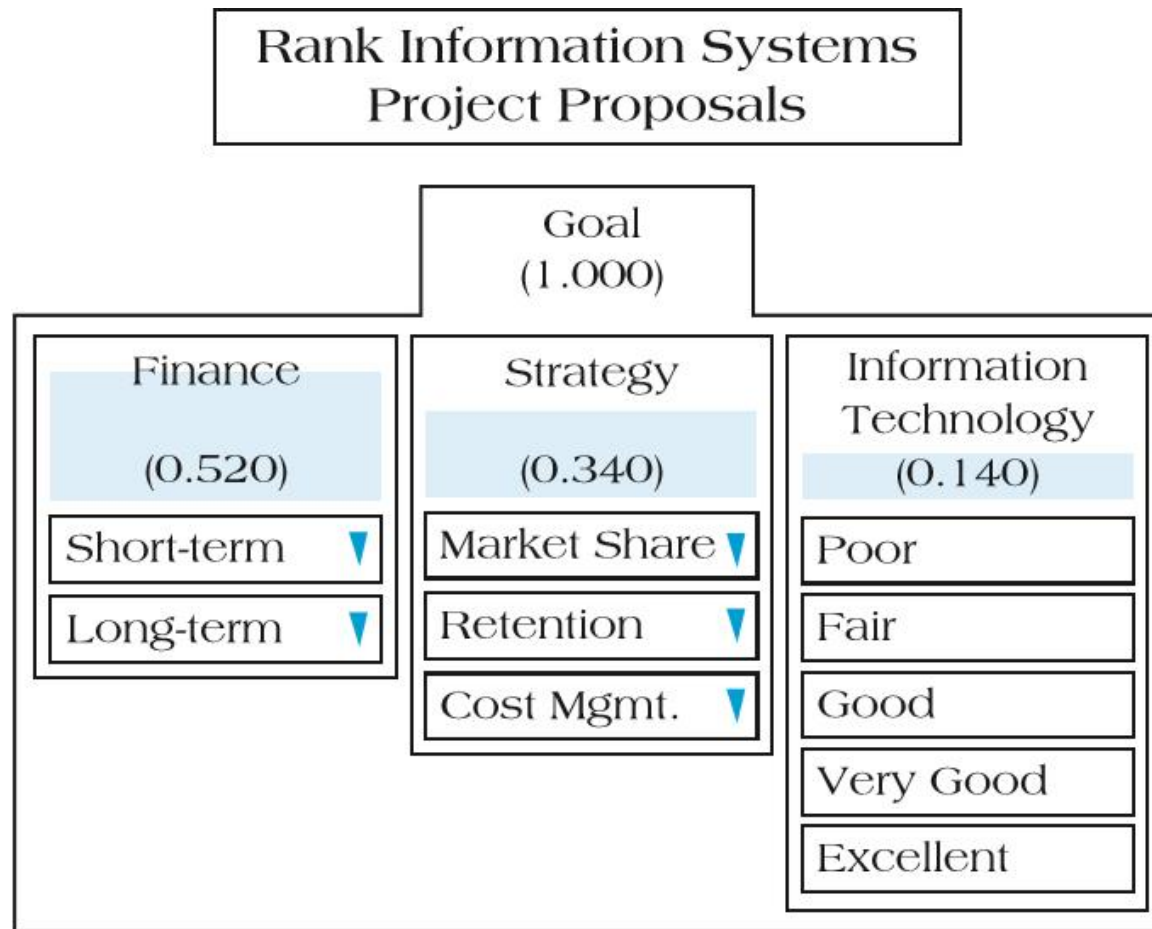 Rank Information Systems
Project Proposals
Goal
(1.000)
Finance
(0.520)
Short-term
Long-term
Strategy
(0.340)
Market Share
Retention
Cost Mgmt.
Information
Technology
(0.140)
Poor
Fair
Good
Very Good
Excellent